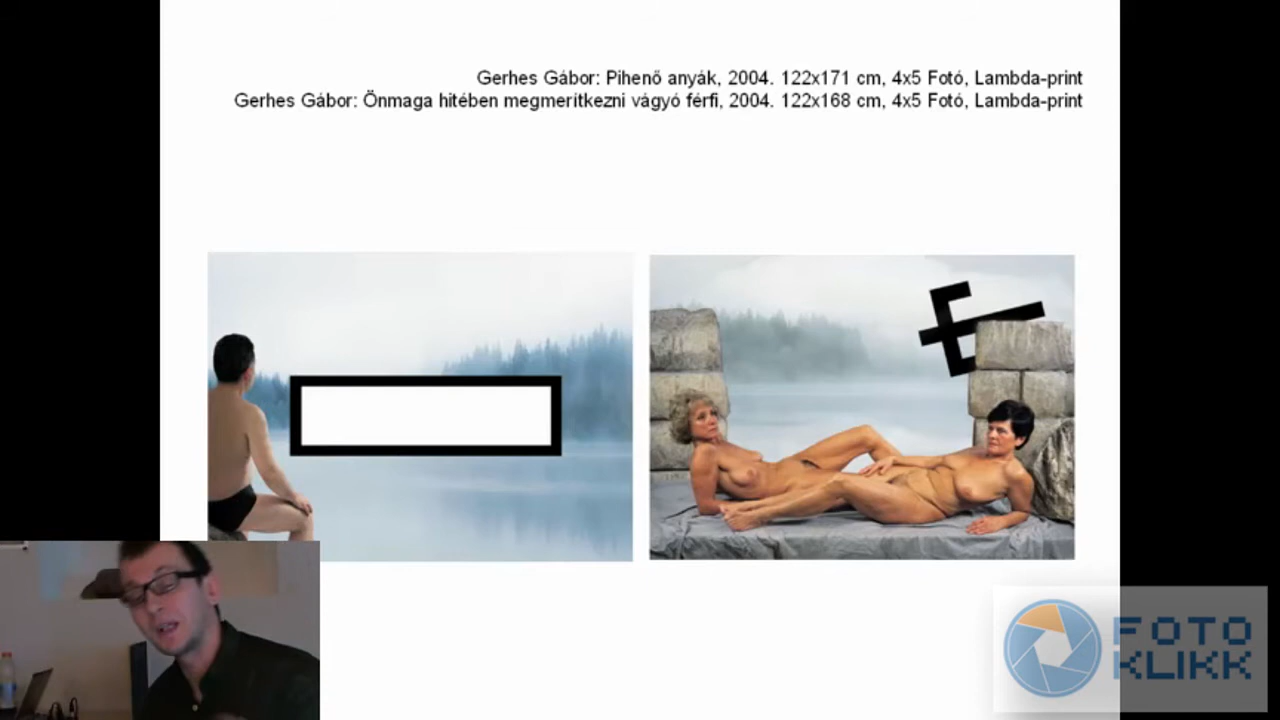 Gerhes Gábor: Pihenő anyák, 2004. 122x171 cm, 4x5 Fotó, Lambda-print
Gerhes Gábor: Önmaga hitében megmerítkezni vágyó férfi, 2004. 122x168 cm, 4x5 Fotó, Lambda-print
FOTO
KLIKK